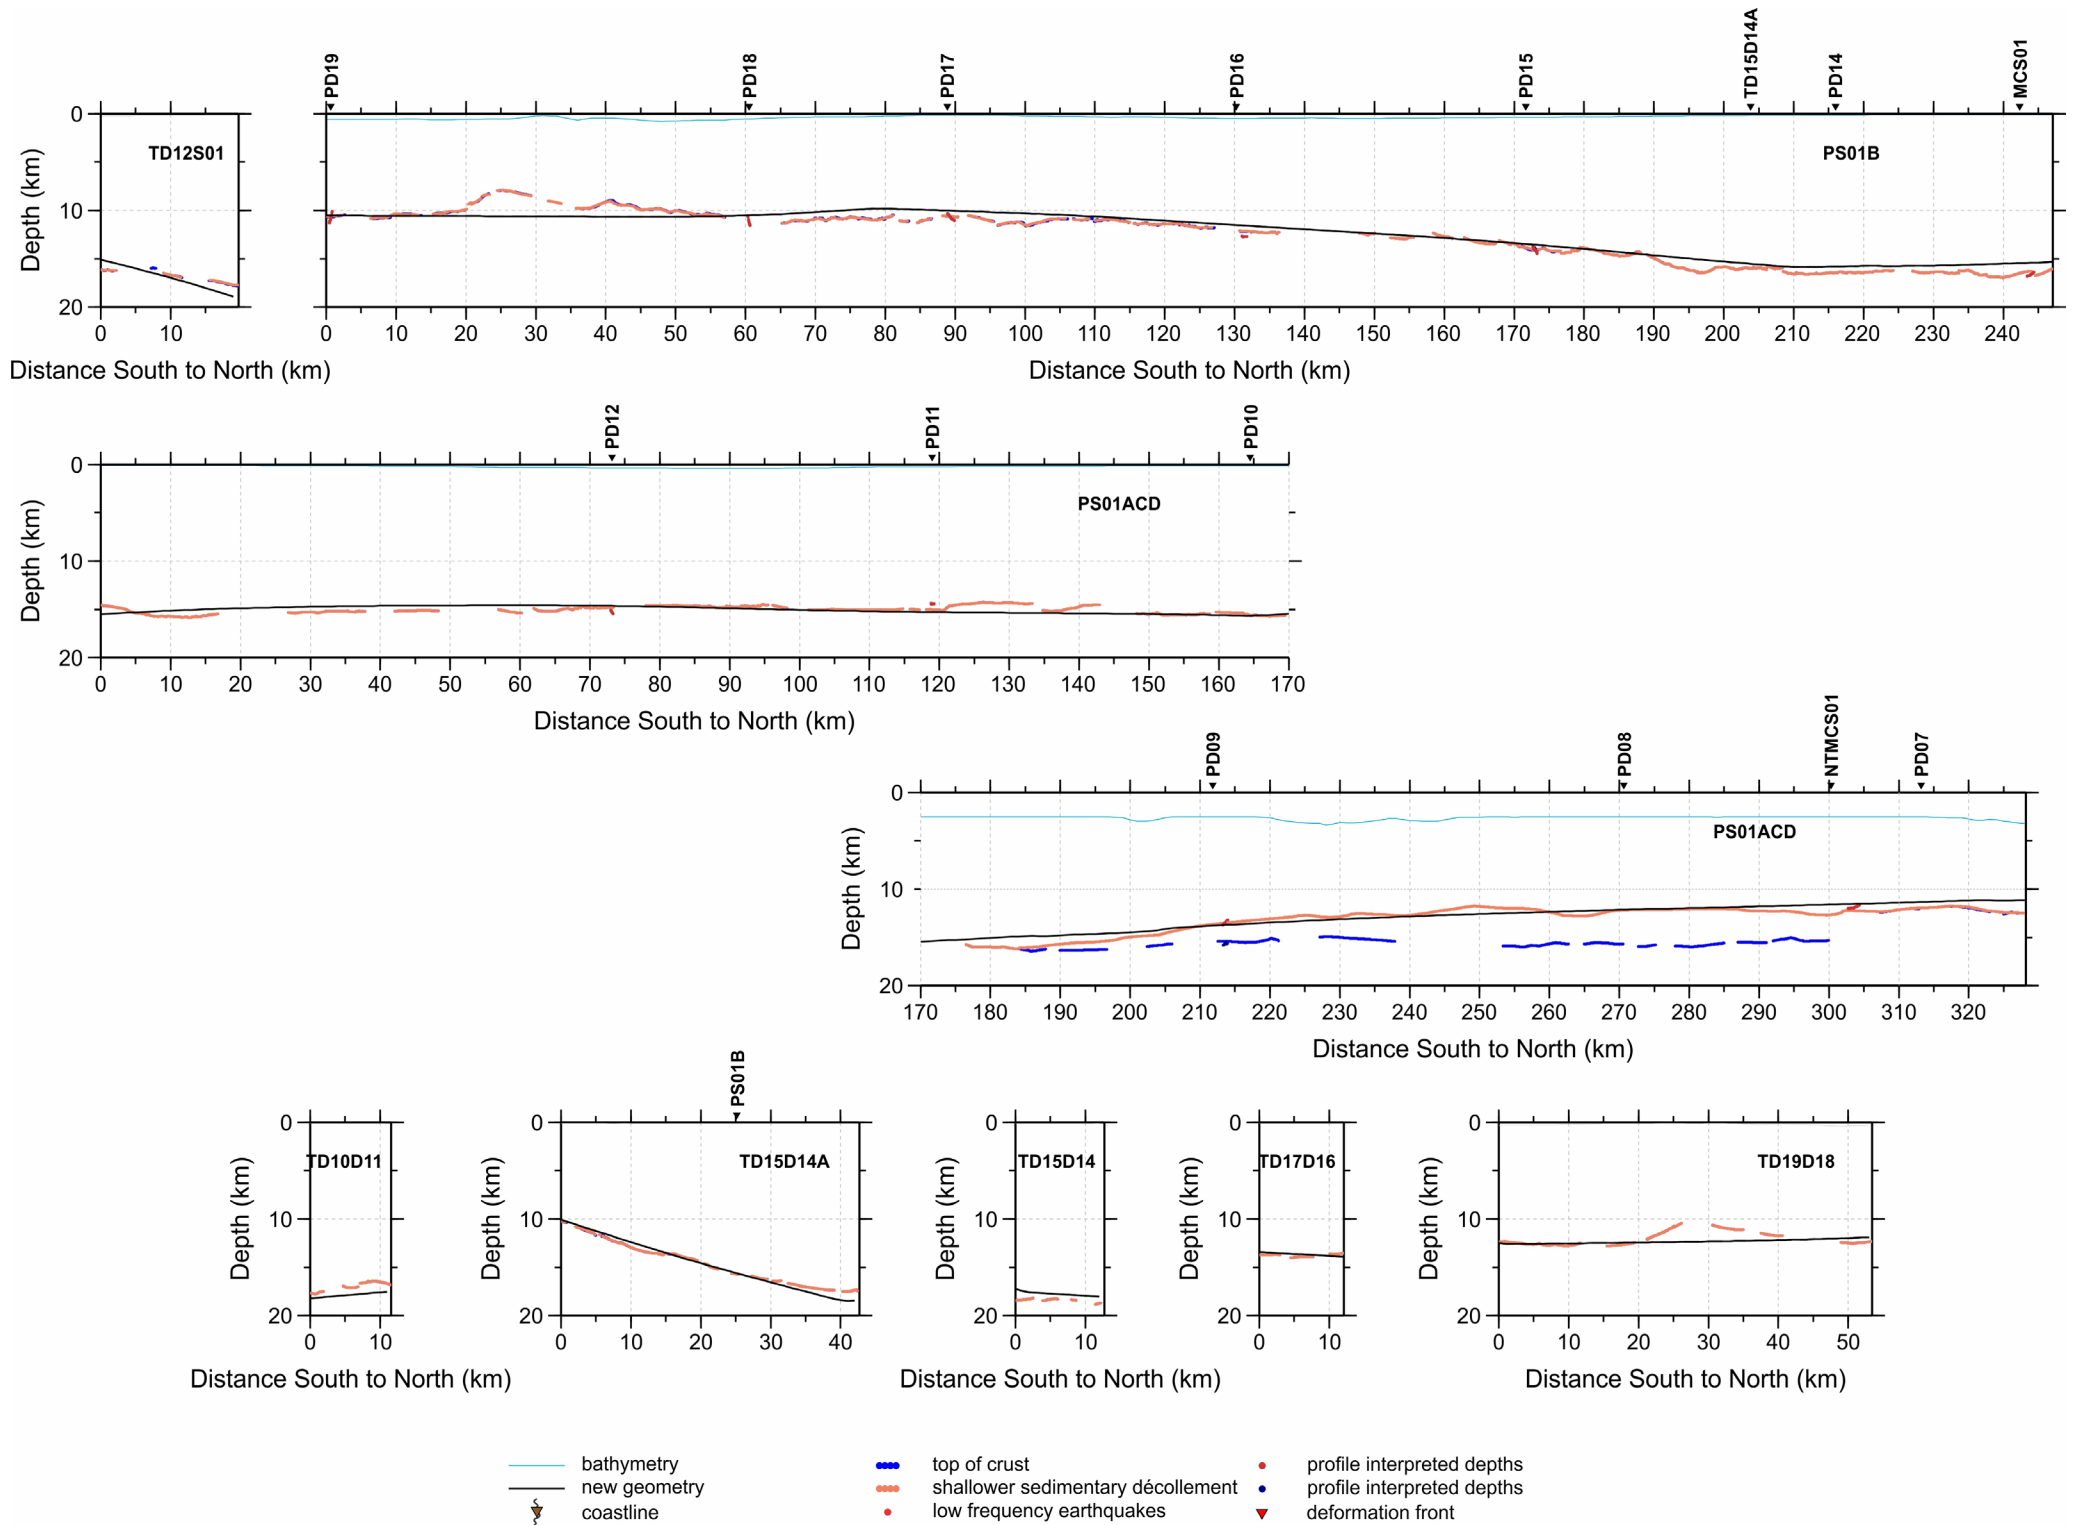 PD19 PD18 PD17 PD16 PD15 TD15D14A PD14 MCS01
0
TD12S01 PS01B
Depth (km)
10
20
0 10 0 10 20 30 40 50 60 70 80 90 100 110 120 130 140 150 160 170 180 190 200 210 220 230 240
Distance South to North (km) Distance South to North (km)
PD12 PD11 PD10
0
PS01ACD
Depth (km)
10
20
0 10 20 30 40 50 60 70 80 90 100 110 120 130 140 150 160 170
Distance South to North (km)
PD09 PD08 NTMCS01 PD07
0
PS01ACD
Depth (km)
10
20
170 180 190 200 210 220 230 240 250 260 270 280 290 300 310 320
Distance South to North (km)
PS01B
0 0 0 0 0
TD10D11 TD15D14A TD15D14 TD17D16 TD19D18
Depth (km) Depth (km) Depth (km) Depth (km) Depth (km)
10 10 10 10 10
20 20 20 20 20
0 10 0 10 20 30 40 0 10 0 10 0 10 20 30 40 50
Distance South to North (km) Distance South to North (km) Distance South to North (km)
bathymetry top of crust profile interpreted depths
new geometry shallower sedimentary décollement profile interpreted depths
coastline low frequency earthquakes deformation front